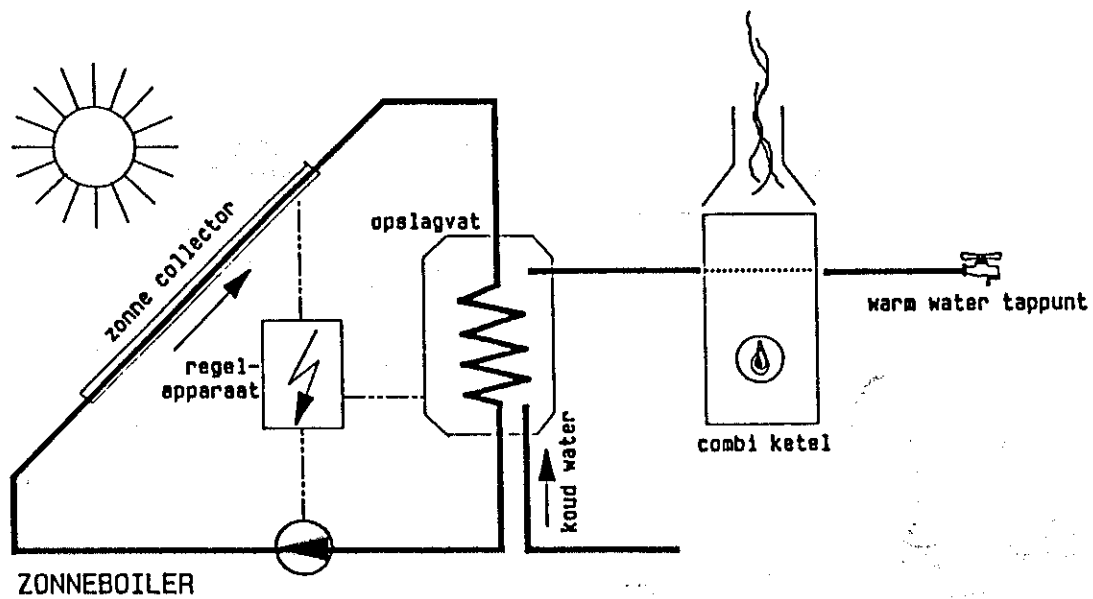 opslagvat
zonne collector
warm water tappunt
regel-
apparaat
koud water
combi ketel
ZONNEBOILER